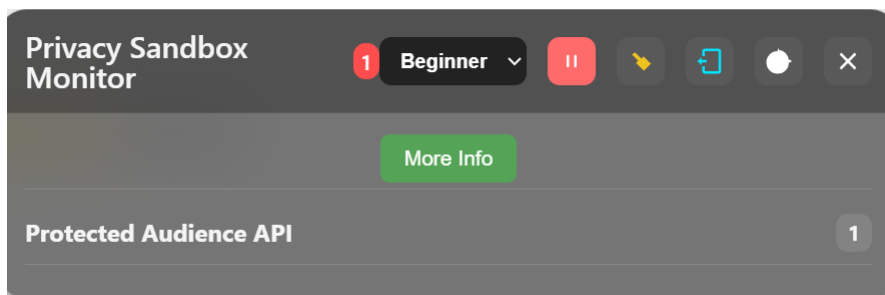 Privacy Sandbox
Monitor
1
Beginner
More Info
Protected Audience API
1